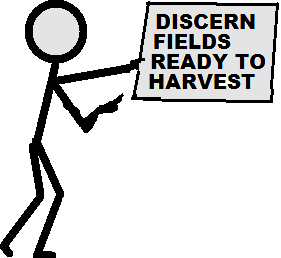 DISCERN
FIELDS
READY TO
HARVEST